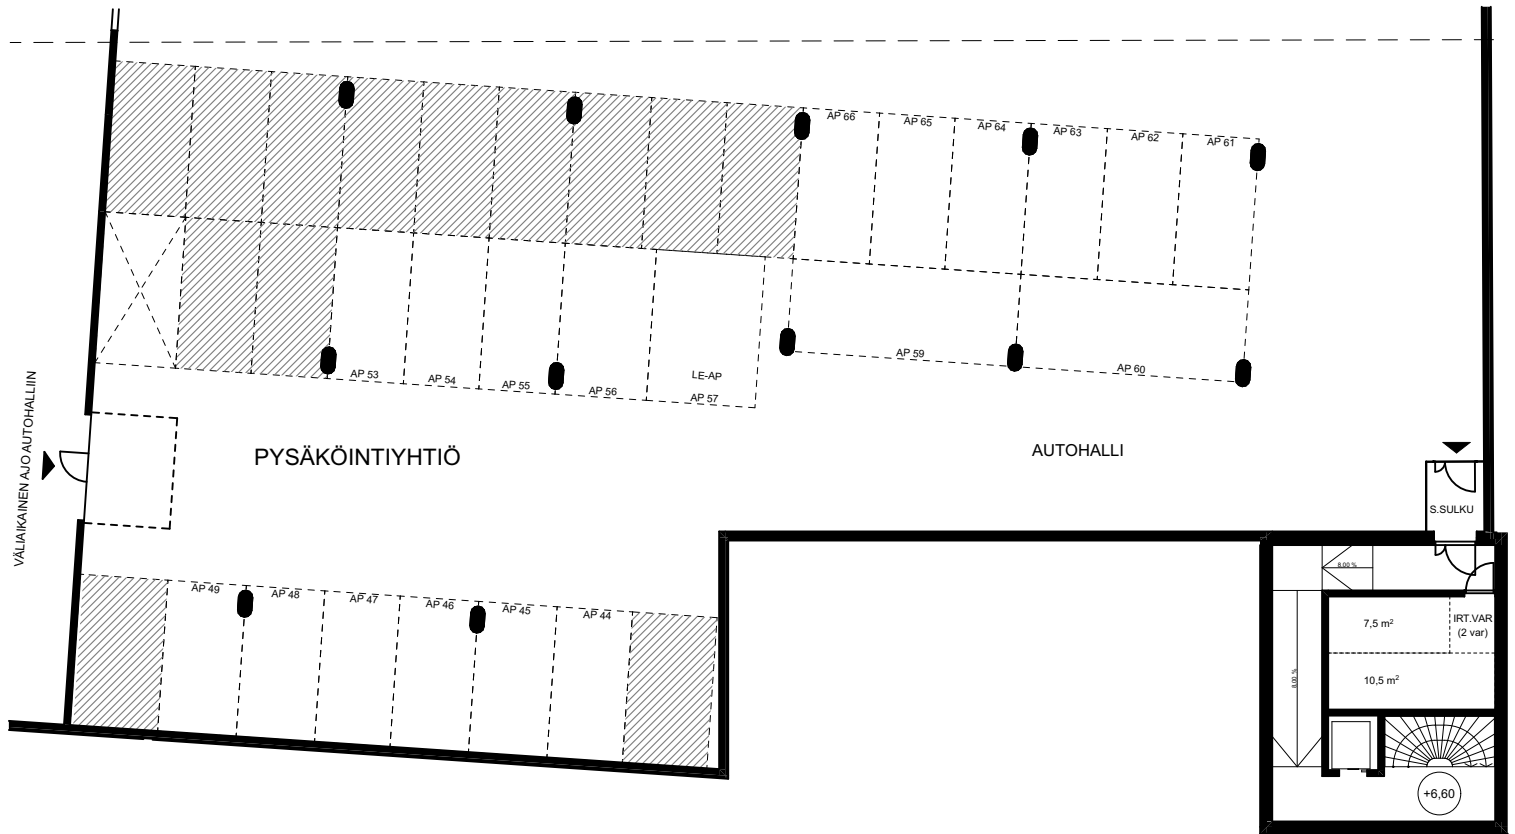 AP 66
AP 65
AP 64
AP 63
AP 62
AP 61
AP 59
AP 60
AP 53
AP 54
AP 55
AP 56
LE-AP
AP 57
VÄLIAIKAINEN AJO AUTOHALLIIN
PYSÄKÖINTIYHTIÖ
AUTOHALLI
S.SULKU
8.00 %
AP 49
AP 48
AP 47
AP 46
AP 45
AP 44
7,5 m²
IRT.VAR
(2 var)
8.00 %
10,5 m²
+6,60